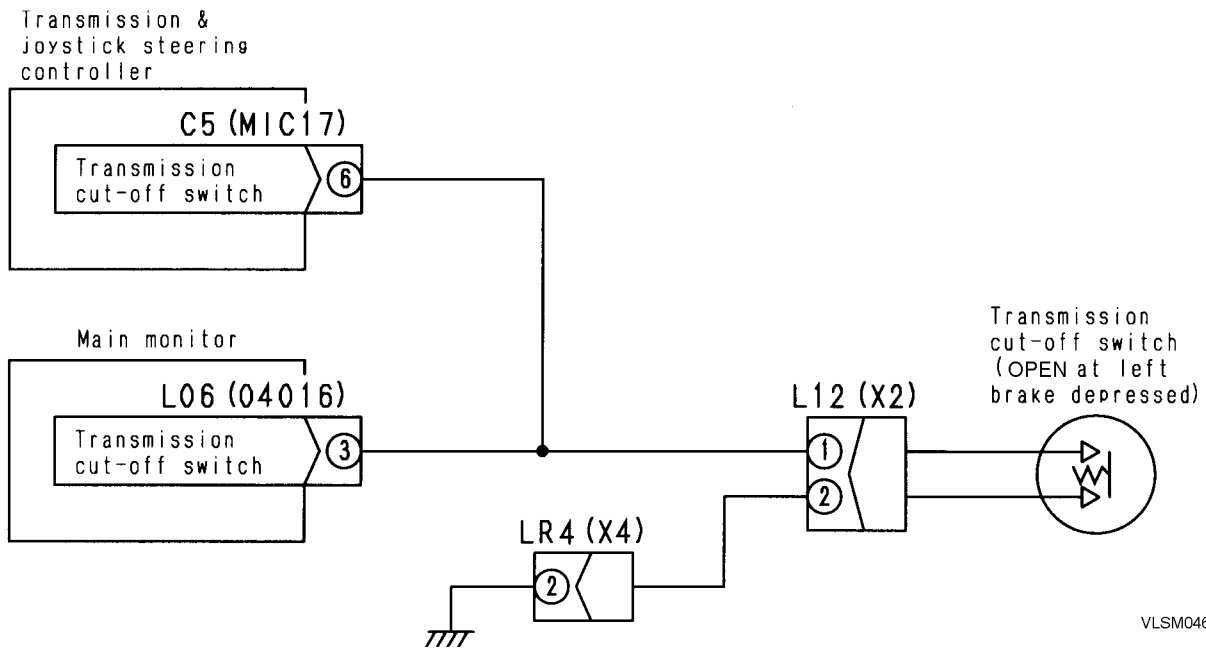 Transmission &
joystick steering
controller
C5 (MIC17)
Transmission
cut-off switch
6
Main monitor
L06 (04016)
Transmission
cut-off switch
3
Transmission
cut-off switch
(OPEN at left
brake depressed)
L12 (X2)
1
2
LR4 (X4)
2
VLSM046